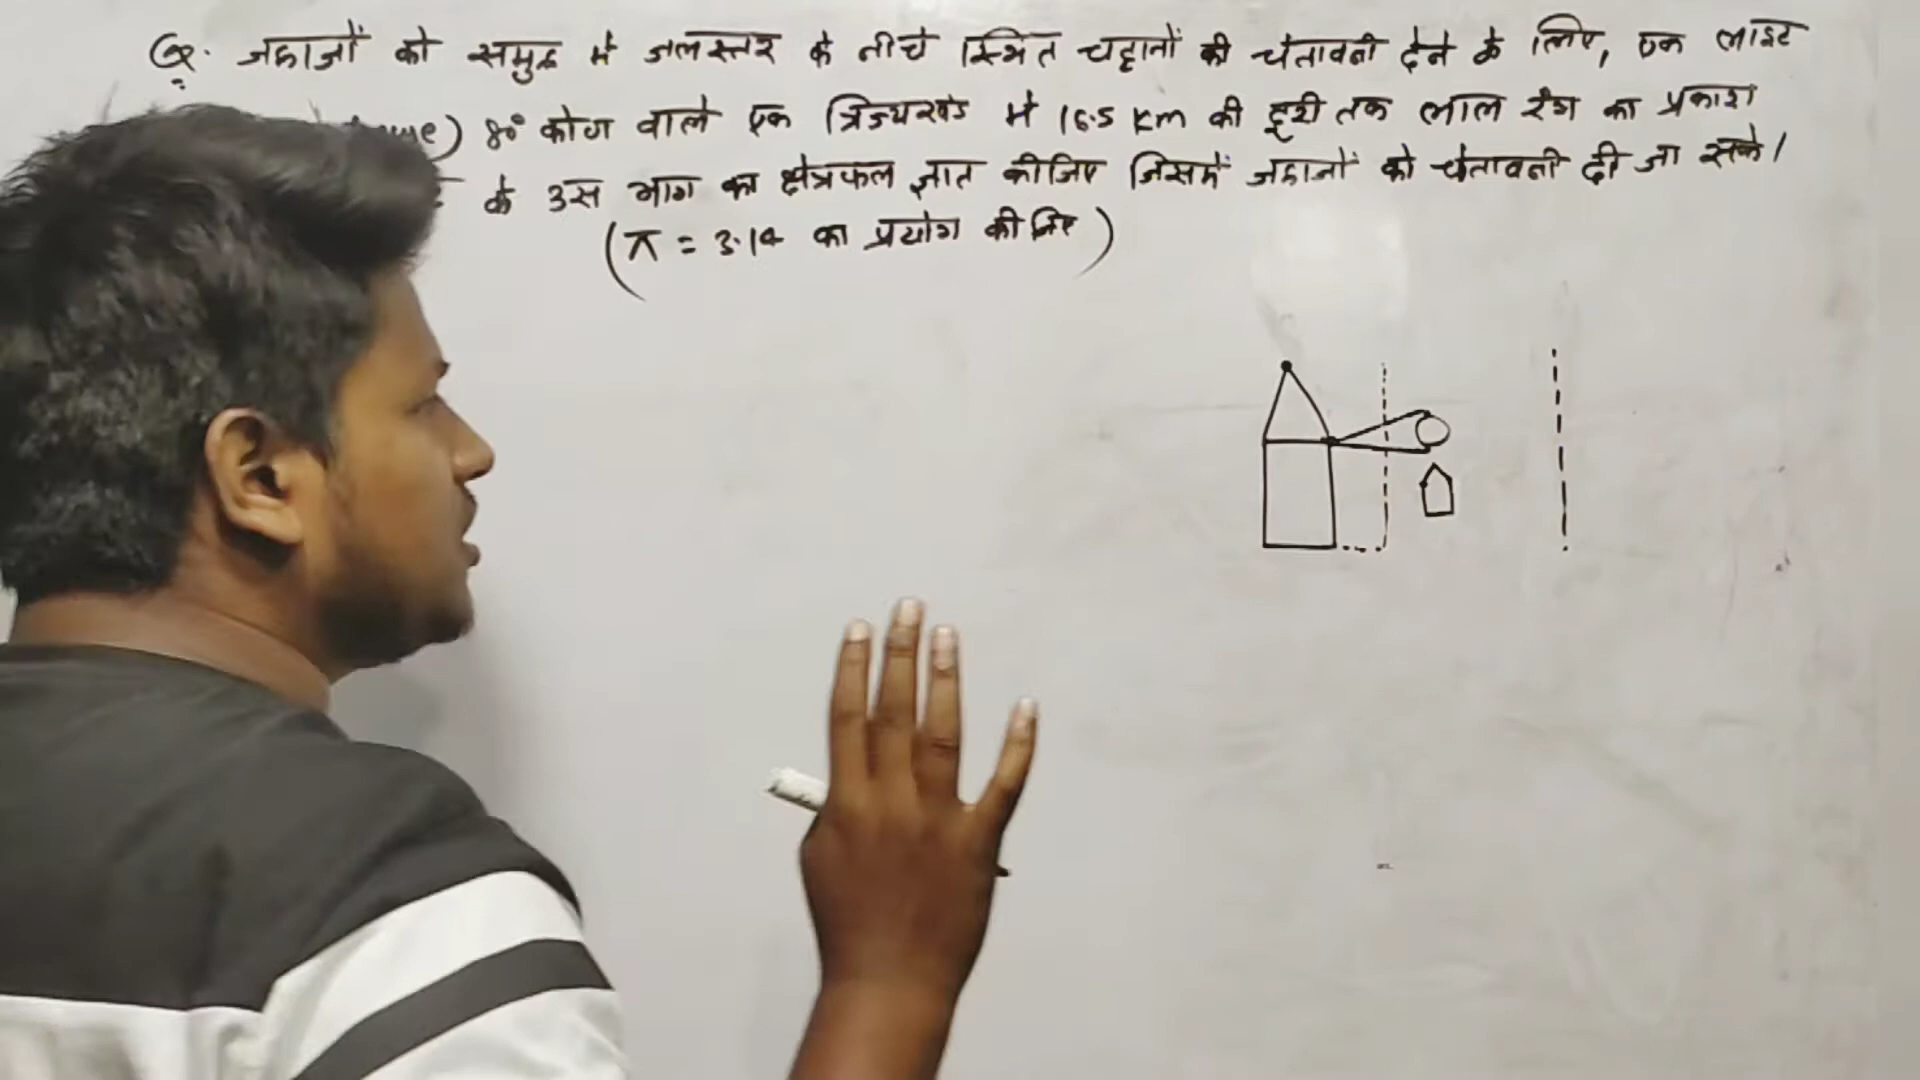 Q. जहाजों को समुद्र में जलस्तर के नीचे स्थित चट्टानों की चेतावनी देने के लिए, एक लाइट
80° कोण वाले एक त्रिज्यखंड में 16.5 km की दूरी तक लाल रंग का प्रकाश
के उस भाग का क्षेत्रफल ज्ञात कीजिए जिसमें जहाजों को चेतावनी दी जा सके।
(π = 3.14 का प्रयोग कीजिए)